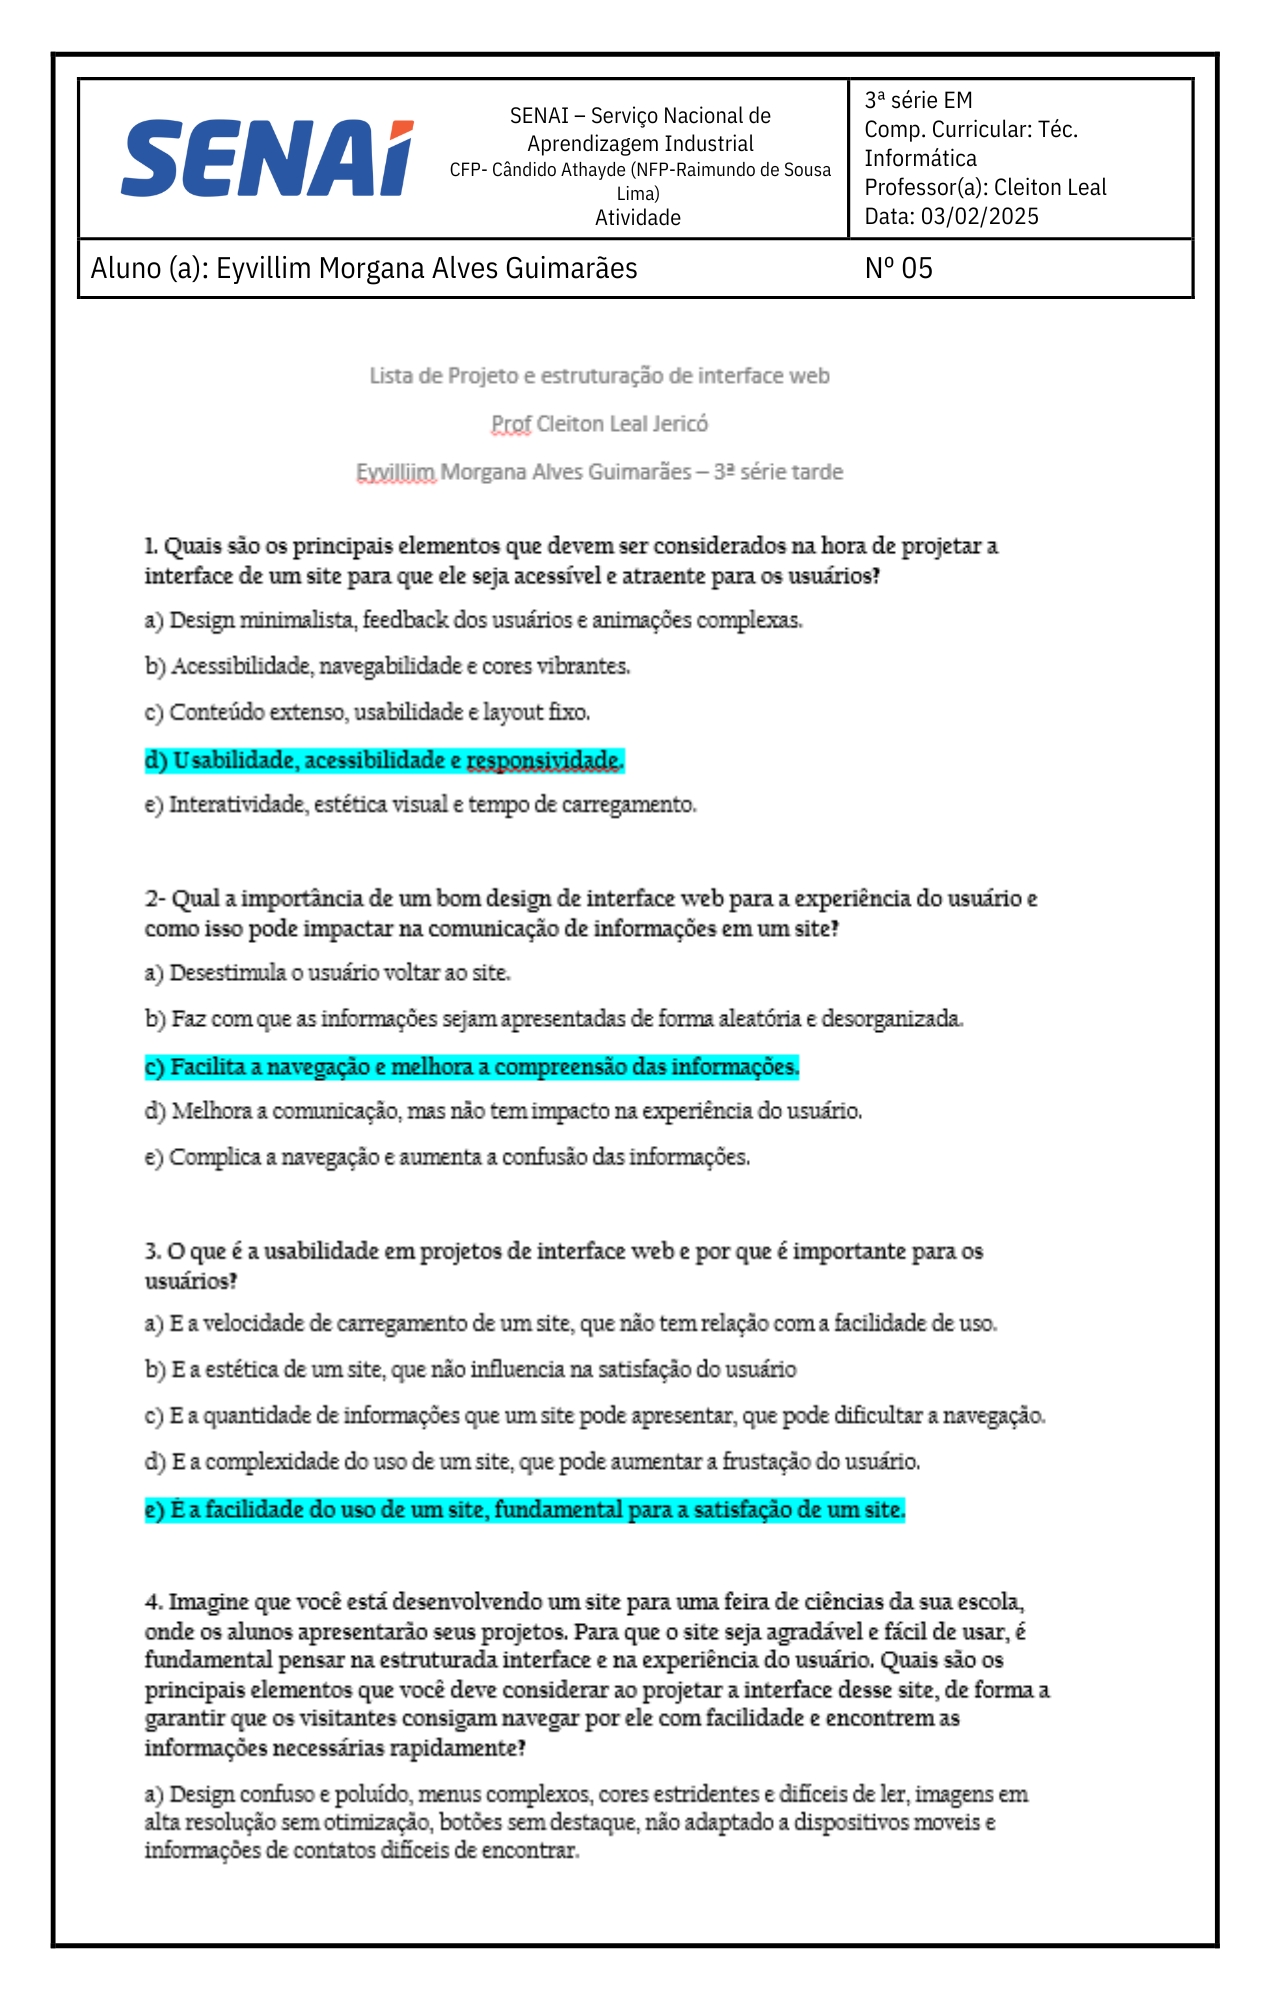 SENAI
SENAI – Serviço Nacional de
Aprendizagem Industrial
CFP- Cândido Athayde (NFP-Raimundo de Sousa
Lima)
Atividade
3ª série EM
Comp. Curricular: Téc.
Informática
Professor(a): Cleiton Leal
Data: 03/02/2025
Aluno (a): Eyvillim Morgana Alves Guimarães
Nº 05
Lista de Projeto e estruturação de interface web
Prof Cleiton Leal Jericó
Eyvilliim Morgana Alves Guimarães – 3ª série tarde
1. Quais são os principais elementos que devem ser considerados na hora de projetar a
interface de um site para que ele seja acessível e atraente para os usuários?
a) Design minimalista, feedback dos usuários e animações complexas.
b) Acessibilidade, navegabilidade e cores vibrantes.
c) Conteúdo extenso, usabilidade e layout fixo.
d) Usabilidade, acessibilidade e responsividade.
e) Interatividade, estética visual e tempo de carregamento.
2- Qual a importância de um bom design de interface web para a experiência do usuário e
como isso pode impactar na comunicação de informações em um site?
a) Desestimula o usuário voltar ao site.
b) Faz com que as informações sejam apresentadas de forma aleatória e desorganizada.
c) Facilita a navegação e melhora a compreensão das informações.
d) Melhora a comunicação, mas não tem impacto na experiência do usuário.
e) Complica a navegação e aumenta a confusão das informações.
3. O que é a usabilidade em projetos de interface web e por que é importante para os
usuários?
a) E a velocidade de carregamento de um site, que não tem relação com a facilidade de uso.
b) E a estética de um site, que não influencia na satisfação do usuário
c) E a quantidade de informações que um site pode apresentar, que pode dificultar a navegação.
d) E a complexidade do uso de um site, que pode aumentar a frustação do usuário.
e) É a facilidade do uso de um site, fundamental para a satisfação de um site.
4. Imagine que você está desenvolvendo um site para uma feira de ciências da sua escola,
onde os alunos apresentarão seus projetos. Para que o site seja agradável e fácil de usar, é
fundamental pensar na estruturada interface e na experiência do usuário. Quais são os
principais elementos que você deve considerar ao projetar a interface desse site, de forma a
garantir que os visitantes consigam navegar por ele com facilidade e encontrem as
informações necessárias rapidamente?
a) Design confuso e poluído, menus complexos, cores estridentes e difíceis de ler, imagens em
alta resolução sem otimização, botões sem destaque, não adaptado a dispositivos moveis e
informações de contatos difíceis de encontrar.